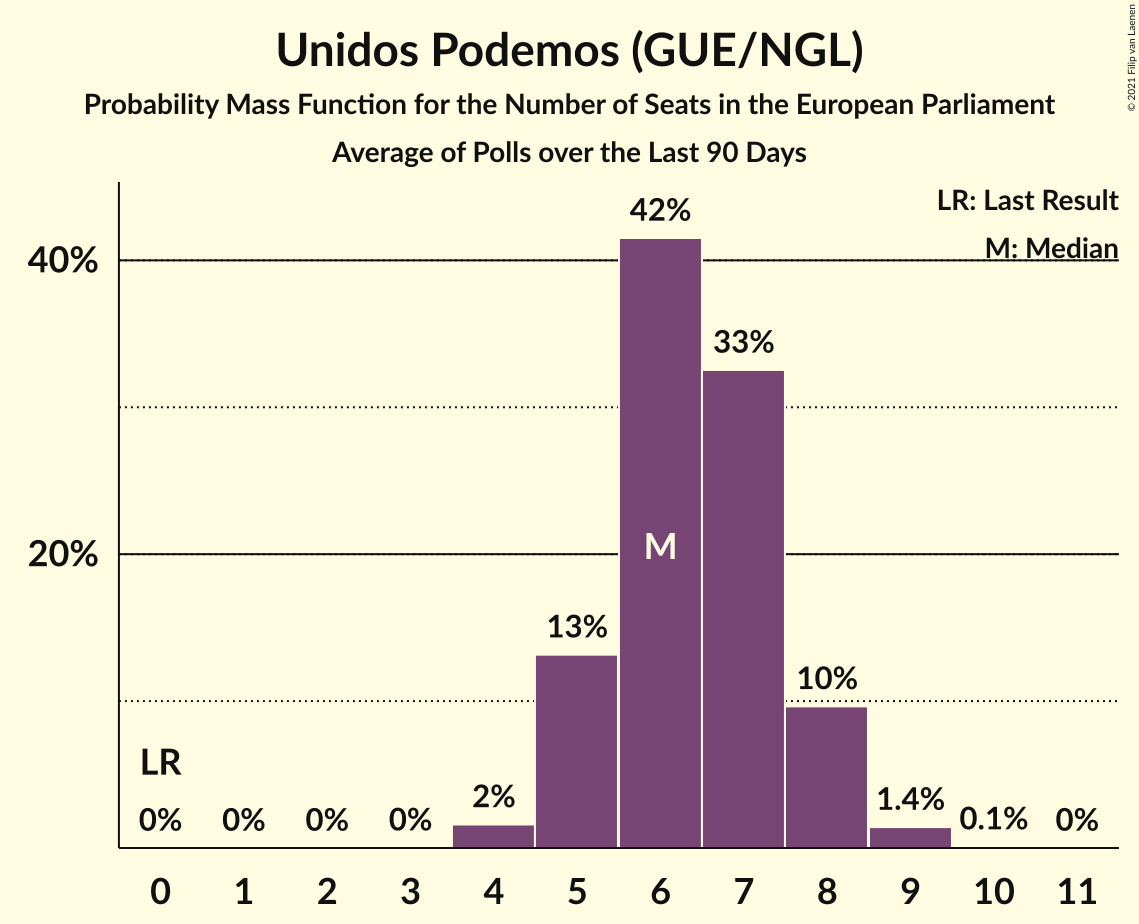 Unidos Podemos (GUE/NGL)
Probability Mass Function for the Number of Seats in the European Parliament
Average of Polls over the Last 90 Days
© 2021 Filip van Laenen
LR: Last Result
M: Median
42%
40%
33%
M
20%
13%
10%
LR
0% 0% 0% 0% 2% 1.4% 0.1% 0%
0 1 2 3 4 5 6 7 8 9 10 11